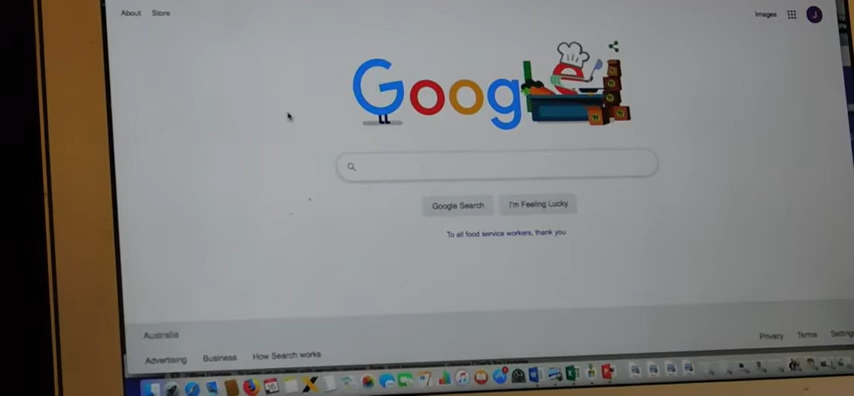 About Store
Images
J
Goog
Google Search I'm Feeling Lucky
To all food service workers, thank you
Australia
Privacy Terms
Advertising Business How Search works